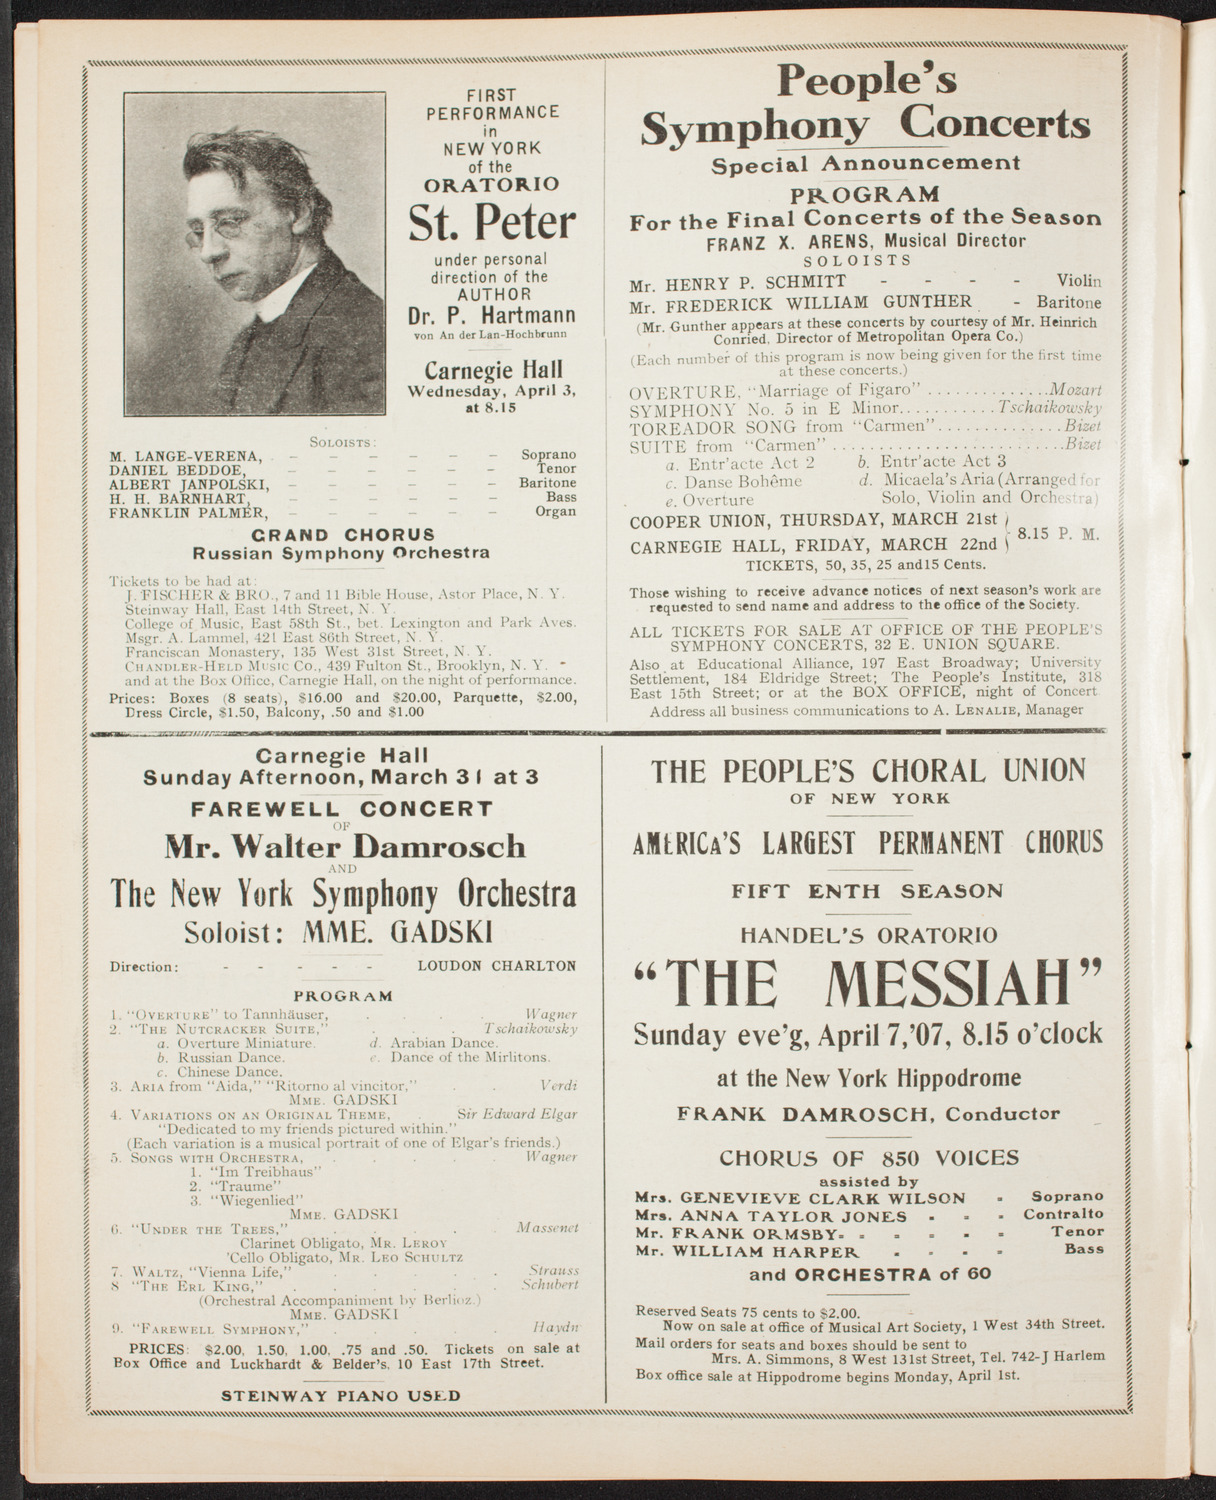 FIRST
PERFORMANCE
in
NEW YORK
of the
ORATORIO
St. Peter
under personal
direction of the
AUTHOR
Dr. P. Hartmann
von An der Lan-Hochbrunn
Carnegie Hall
Wednesday, April 3,
at 8.15
SOLOISTS:
M. LANGE-VERENA, – – – – – – Soprano
DANIEL BEDDOE, – – – – – – Tenor
ALBERT JANPOLSKI, – – – – – – Baritone
H. H. BARNHART, – – – – – – Bass
FRANKLIN PALMER, – – – – – – Organ
GRAND CHORUS
Russian Symphony Orchestra
Tickets to be had at:
J. FISCHER & BRO., 7 and 11 Bible House, Astor Place, N. Y.
Steinway Hall, East 14th Street, N. Y.
College of Music, East 58th St., bet. Lexington and Park Aves.
Msgr. A. Lammel, 421 East 86th Street, N. Y.
Franciscan Monastery, 135 West 31st Street, N. Y.
CHANDLER-HELD MUSIC CO., 439 Fulton St., Brooklyn, N. Y.
and at the Box Office, Carnegie Hall, on the night of performance.
Prices: Boxes (8 seats), $16.00 and $20.00, Parquette, $2.00,
Dress Circle, $1.50, Balcony, .50 and $1.00
People's
Symphony Concerts
Special Announcement
PROGRAM
For the Final Concerts of the Season
FRANZ X. ARENS, Musical Director
SOLOISTS
Mr. HENRY P. SCHMITT - - - - Violin
Mr. FREDERICK WILLIAM GUNTHER - Baritone
(Mr. Gunther appears at these concerts by courtesy of Mr. Heinrich
Conried, Director of Metropolitan Opera Co.)
(Each number of this program is now being given for the first time
at these concerts.)
OVERTURE, "Marriage of Figaro" ..............Mozart
SYMPHONY No. 5 in E Minor...........Tschaikowsky
TOREADOR SONG from "Carmen".............Bizet
SUITE from "Carmen" ........................Bizet
a. Entr'acte Act 2 b. Entr'acte Act 3
c. Danse Bohême d. Micaela's Aria (Arranged for
e. Overture Solo, Violin and Orchestra)
COOPER UNION, THURSDAY, MARCH 21st
CARNEGIE HALL, FRIDAY, MARCH 22nd } 8.15 P. M.
TICKETS, 50, 35, 25 and 15 Cents.
Those wishing to receive advance notices of next season's work are
requested to send name and address to the office of the Society.
ALL TICKETS FOR SALE AT OFFICE OF THE PEOPLE'S
SYMPHONY CONCERTS, 32 E. UNION SQUARE.
Also at Educational Alliance, 197 East Broadway; University
Settlement, 184 Eldridge Street; The People's Institute, 318
East 15th Street; or at the BOX OFFICE, night of Concert
Address all business communications to A. LENALIE, Manager
Carnegie Hall
Sunday Afternoon, March 31 at 3
FAREWELL CONCERT
OF
Mr. Walter Damrosch
AND
The New York Symphony Orchestra
Soloist: MME. GADSKI
Direction: - - - - - LOUDON CHARLTON
PROGRAM
1. "OVERTURE" to Tannhäuser, . . . . Wagner
2. "THE NUTCRACKER SUITE," . . . Tschaikowsky
a. Overture Miniature. d. Arabian Dance.
b. Russian Dance. e. Dance of the Mirlitons.
c. Chinese Dance.
3. ARIA from "Aida," "Ritorno al vincitor," . . Verdi
MME. GADSKI
4. VARIATIONS ON AN ORIGINAL THEME, . Sir Edward Elgar
"Dedicated to my friends pictured within."
(Each variation is a musical portrait of one of Elgar's friends.)
5. SONGS WITH ORCHESTRA, . . . . . Wagner
1. "Im Treibhaus"
2. "Traume"
3. "Wiegenlied"
MME. GADSKI
6. "UNDER THE TREES," . . . Massenet
Clarinet Obligato, MR. LEROY
'Cello Obligato, MR. LEO SCHULTZ
7. WALTZ, "Vienna Life," . . . . . Strauss
8 "THE ERL KING," . . . . . . Schubert
(Orchestral Accompaniment by Berlioz.)
MME. GADSKI
9. "FAREWELL SYMPHONY," . . . . . Haydn
PRICES: $2.00, 1.50, 1.00, .75 and .50. Tickets on sale at
Box Office and Luckhardt & Belder's, 10 East 17th Street.
STEINWAY PIANO USED
THE PEOPLE'S CHORAL UNION
OF NEW YORK
AMERICA'S LARGEST PERMANENT CHORUS
FIFT ENTH SEASON
HANDEL'S ORATORIO
"THE MESSIAH"
Sunday eve'g, April 7,'07, 8.15 o'clock
at the New York Hippodrome
FRANK DAMROSCH, Conductor
CHORUS OF 850 VOICES
assisted by
Mrs. GENEVIEVE CLARK WILSON - Soprano
Mrs. ANNA TAYLOR JONES - - - Contralto
Mr. FRANK ORMSBY- - - - - - Tenor
Mr. WILLIAM HARPER - - - - Bass
and ORCHESTRA of 60
Reserved Seats 75 cents to $2.00.
Now on sale at office of Musical Art Society, 1 West 34th Street.
Mail orders for seats and boxes should be sent to
Mrs. A. Simmons, 8 West 131st Street, Tel. 742-J Harlem
Box office sale at Hippodrome begins Monday, April 1st.